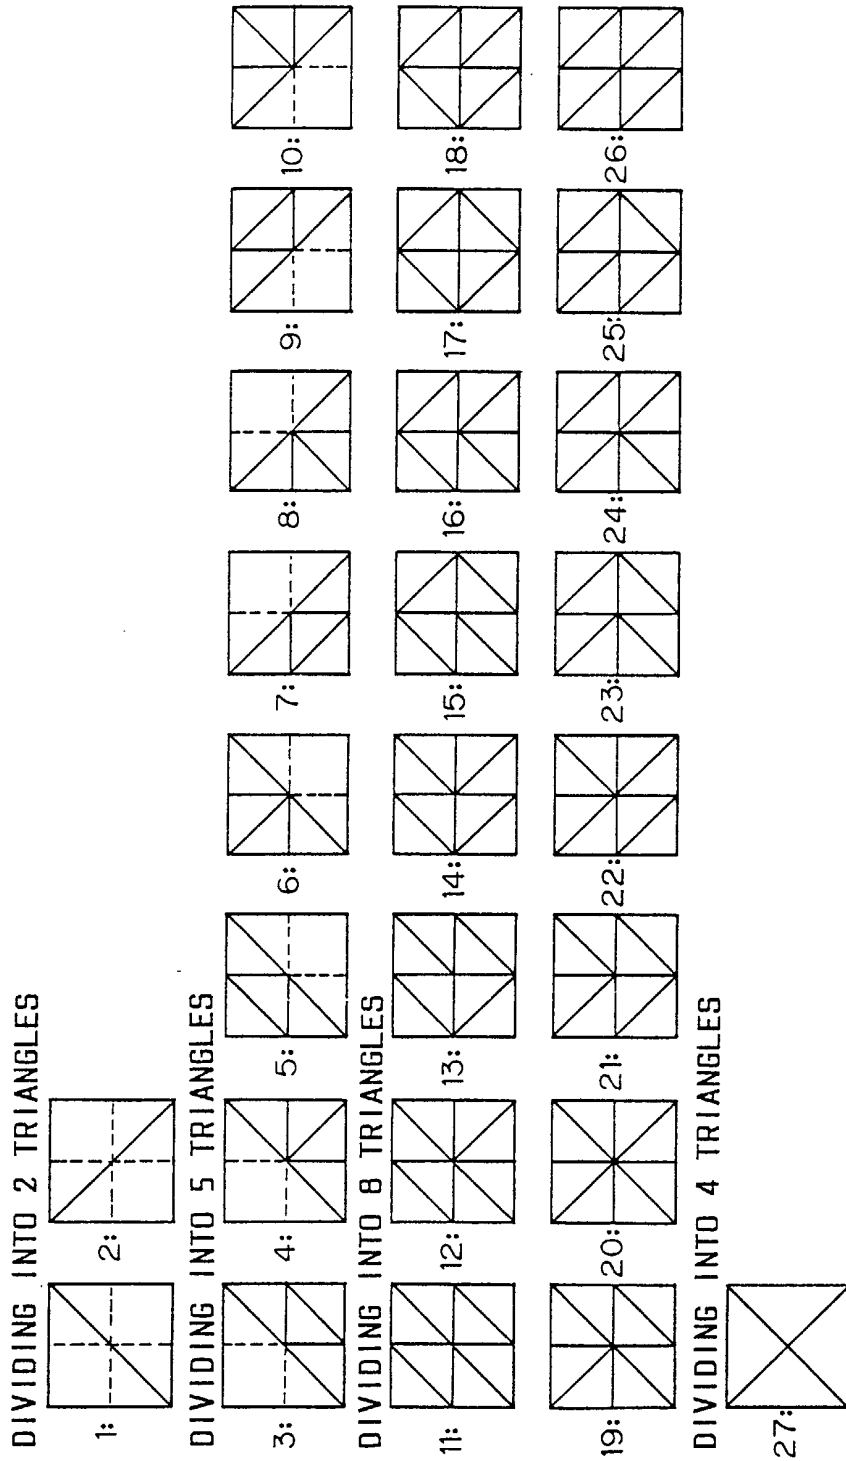 DIVIDING INTO 2 TRIANGLES
1: 2:
DIVIDING INTO 5 TRIANGLES
3: 4: 5: 6: 7: 8: 9: 10:
DIVIDING INTO 8 TRIANGLES
11: 12: 13: 14: 15: 16: 17: 18:
19: 20: 21: 22: 23: 24: 25: 26:
DIVIDING INTO 4 TRIANGLES
27: